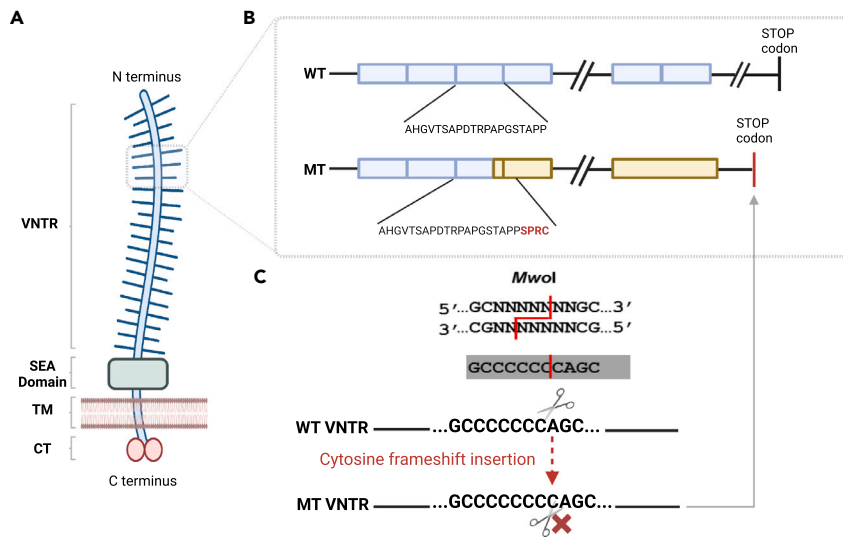 A
N terminus
VNTR
SEA
Domain
TM
CT
C terminus
B
STOP
codon
WT
AHGVTSAPDTRPAPGSTAPP
STOP
codon
MT
AHGVTSAPDTRPAPGSTAPPSPRC
C
MwoI
5′...GCNNNNNNNGC...3′
3′...CGNNNNNNNCG...5′
GCCCCCCCAGC
WT VNTR ...GCCCCCCCAGC...
Cytosine frameshift insertion
MT VNTR ...GCCCCCCCCAGC...